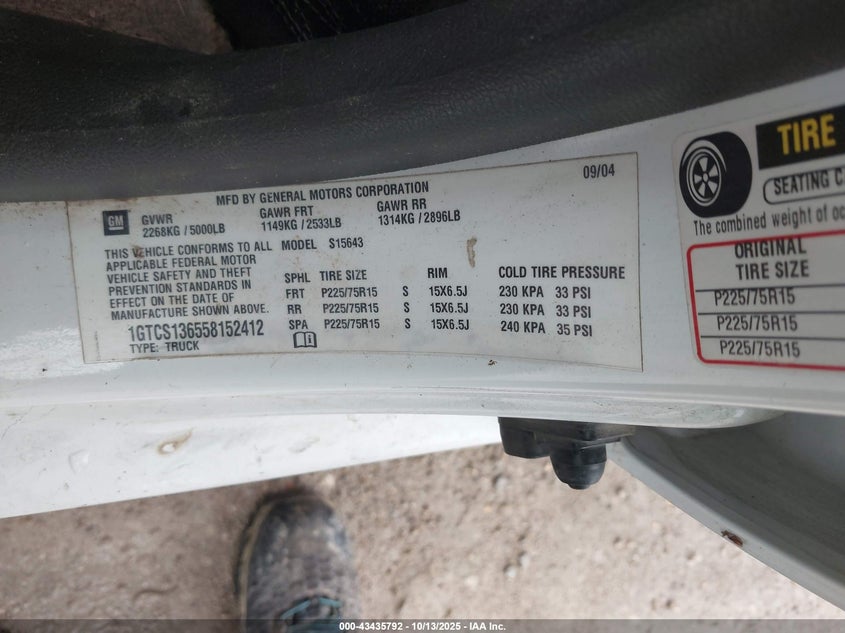 MFD BY GENERAL MOTORS CORPORATION 09/04
GM
GVWR GAWR FRT GAWR RR
2268KG / 5000LB 1149KG / 2533LB 1314KG / 2896LB
THIS VEHICLE CONFORMS TO ALL
APPLICABLE FEDERAL MOTOR
VEHICLE SAFETY AND THEFT
PREVENTION STANDARDS IN
EFFECT ON THE DATE OF
MANUFACTURE SHOWN ABOVE.
1GTCS136558152412
TYPE: TRUCK
MODEL S15643
SPHL TIRE SIZE RIM COLD TIRE PRESSURE
FRT P225/75R15 S 15X6.5J 230 KPA 33 PSI
RR P225/75R15 S 15X6.5J 230 KPA 33 PSI
SPA P225/75R15 S 15X6.5J 240 KPA 35 PSI
TIRE
SEATING C
The combined weight of oc
ORIGINAL
TIRE SIZE
P225/75R15
P225/75R15
P225/75R15
000-43435792 - 10/13/2025 - IAA Inc.